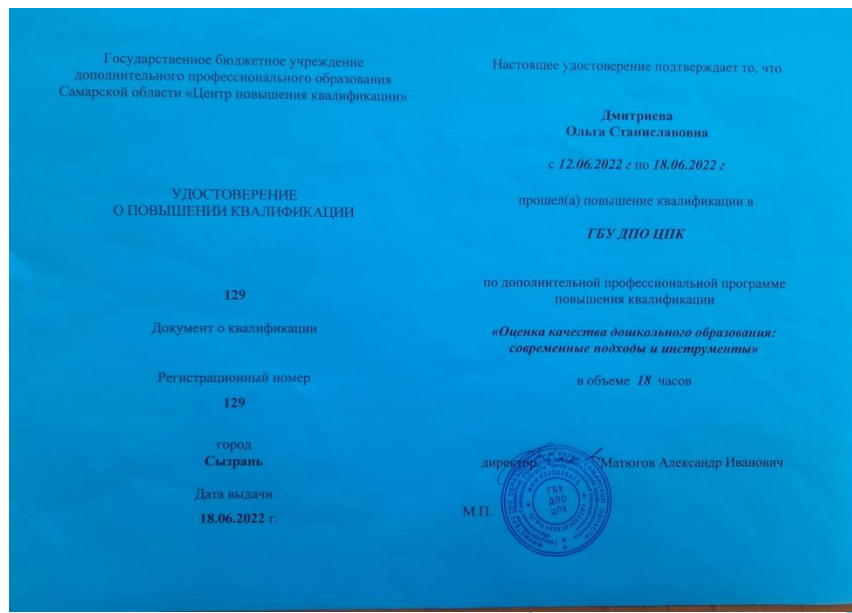 Государственное бюджетное учреждение
дополнительного профессионального образования
Самарской области «Центр повышения квалификации»
УДОСТОВЕРЕНИЕ
О ПОВЫШЕНИИ КВАЛИФИКАЦИИ
129
Документ о квалификации
Регистрационный номер
129
город
Сызрань
Дата выдачи
18.06.2022 г.
Настоящее удостоверение подтверждает то, что
Дмитриева
Ольга Станиславовна
с 12.06.2022 г по 18.06.2022 г
прошел(а) повышение квалификации в
ГБУ ДПО ЦПК
по дополнительной профессиональной программе
повышения квалификации
«Оценка качества дошкольного образования:
современные подходы и инструменты»
в объеме 18 часов
директор Матюгов Александр Иванович
М.П.
ГБУ
ДПО
ЦПК